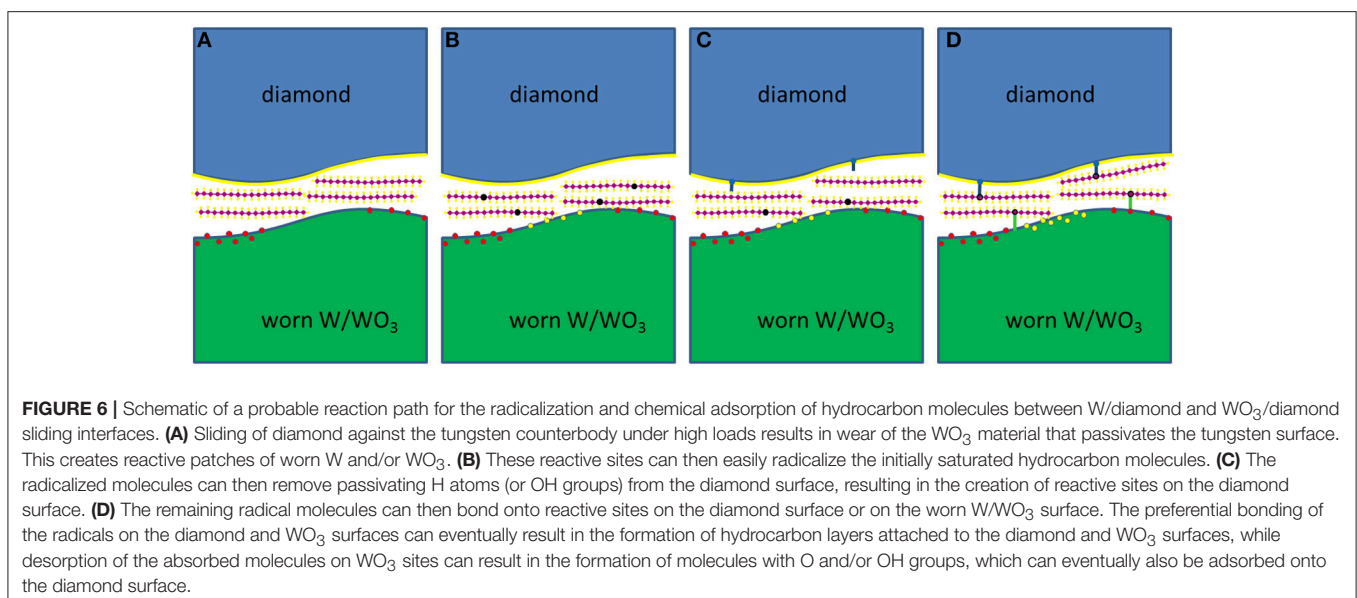 A B C D
diamond diamond diamond diamond
worn W/WO₃ worn W/WO₃ worn W/WO₃ worn W/WO₃
FIGURE 6 | Schematic of a probable reaction path for the radicalization and chemical adsorption of hydrocarbon molecules between W/diamond and WO₃/diamond
sliding interfaces. (A) Sliding of diamond against the tungsten counterbody under high loads results in wear of the WO₃ material that passivates the tungsten surface.
This creates reactive patches of worn W and/or WO₃. (B) These reactive sites can then easily radicalize the initially saturated hydrocarbon molecules. (C) The
radicalized molecules can then remove passivating H atoms (or OH groups) from the diamond surface, resulting in the creation of reactive sites on the diamond
surface. (D) The remaining radical molecules can then bond onto reactive sites on the diamond surface or on the worn W/WO₃ surface. The preferential bonding of
the radicals on the diamond and WO₃ surfaces can eventually result in the formation of hydrocarbon layers attached to the diamond and WO₃ surfaces, while
desorption of the absorbed molecules on WO₃ sites can result in the formation of molecules with O and/or OH groups, which can eventually also be adsorbed onto
the diamond surface.